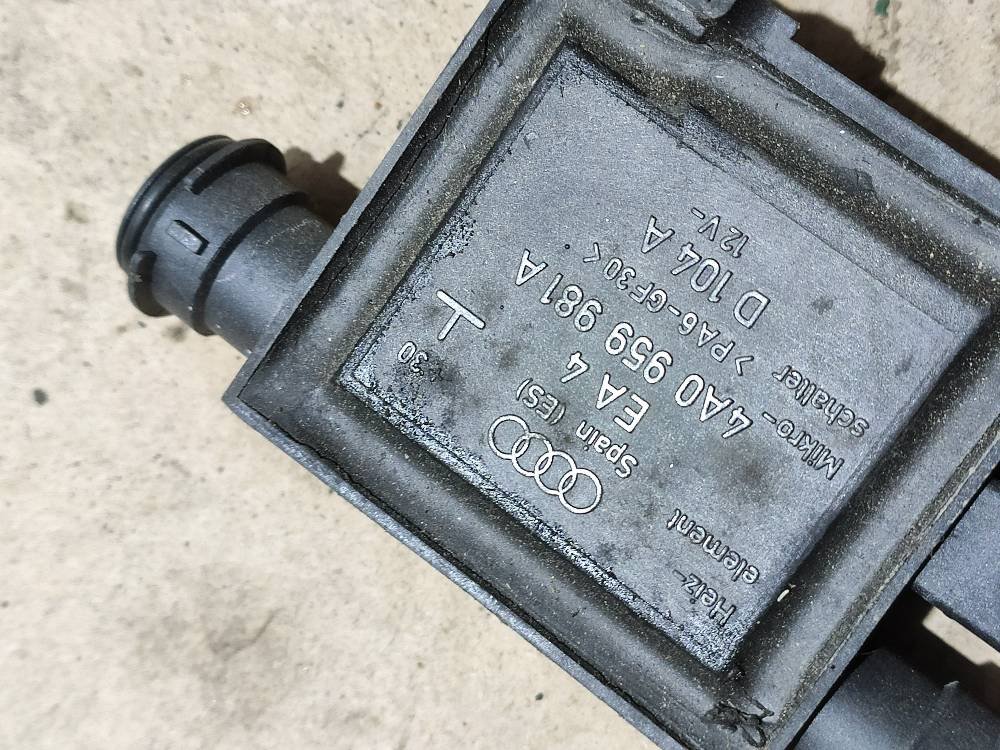 Heiz-
element
Mikro-
schalter
Spain (ES)
EA 4
4A0 959 981 A
>PA6-GF30<
D 104 A
12V-
30